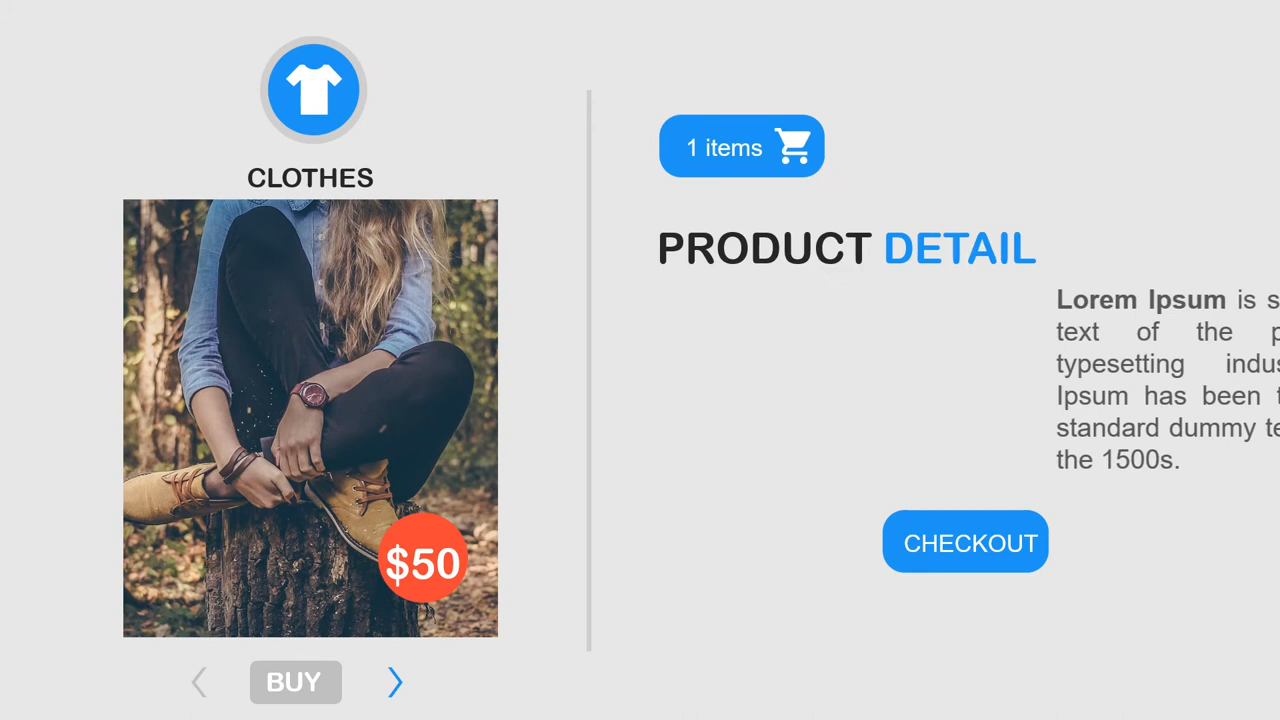 CLOTHES
$50
BUY
1 items
PRODUCT DETAIL
Lorem Ipsum is
text of the
typesetting
Ipsum has been
standard dummy
the 1500s.
CHECKOUT